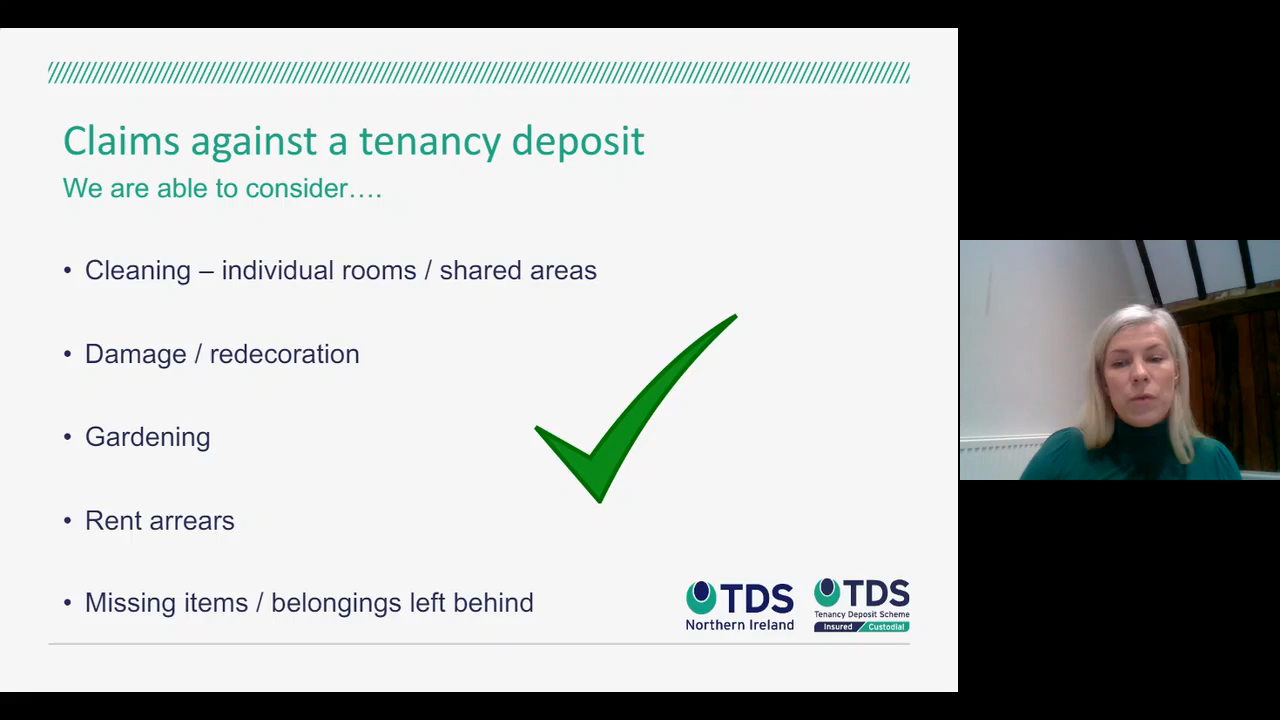 Claims against a tenancy deposit
We are able to consider….
• Cleaning – individual rooms / shared areas
• Damage / redecoration
• Gardening
• Rent arrears
• Missing items / belongings left behind
TDS
Northern Ireland
TDS
Tenancy Deposit Scheme
Insured Custodial